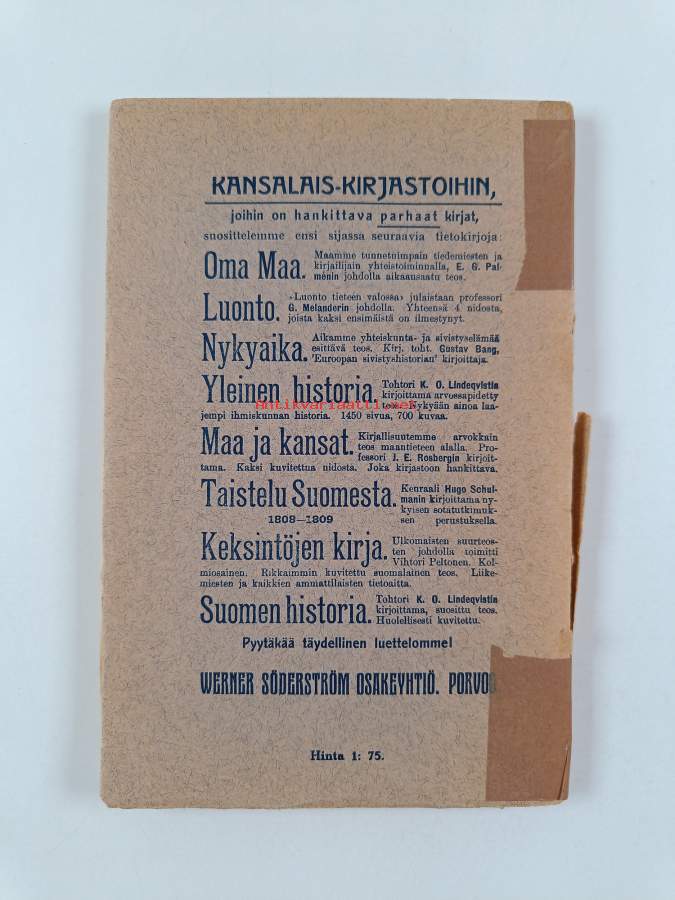 KANSALAIS-KIRJASTOIHIN,
joihin on hankittava parhaat kirjat,
suosittelemme ensi sijassa seuraavia tietokirjoja:
Oma Maa. Maamme tunnetuimpain tiedemiesten ja
kirjailijain yhteistoiminnalla, E. G. Pal-
ménin johdolla aikaansaatu teos.
Luonto. »Luonto tieteen valossa» julaistaan professori
G. Melanderin johdolla. Yhteensä 4 nidosta,
joista kaksi ensimäistä on ilmestynyt.
Nykyaika. Aikamme yhteiskunta- ja sivistyselämää
esittävä teos. Kirj. toht. Gustav Bang,
'Euroopan sivistyshistorian' kirjoittaja.
Yleinen historia. Tohtori K. O. Lindeqvistin
kirjoittama arvossapidetty
teos. Nykyään ainoa laa-
jempi ihmiskunnan historia. 1450 sivua, 700 kuvaa.
Antikvariaatti.net
Maa ja kansat. Kirjallisuutemme arvokkain
teos maantieteen alalla. Pro-
fessori J. E. Rosbergin kirjoit-
tama. Kaksi kuvitettua nidosta. Joka kirjastoon hankittava.
Taistelu Suomesta. Kenraali Hugo Schul-
manin kirjoittama ny-
1808—1809 kyisen sotatutkimuk-
sen perustuksella.
Keksintöjen kirja. Ulkomaisten suurteos-
ten johdolla toimitti
Vihtori Peltonen. Kol-
miosainen. Rikkaimmin kuvitettu suomalainen teos. Liike-
miesten ja kaikkien ammattilaisten tietoaitta.
Suomen historia. Tohtori K. O. Lindeqvistin
kirjoittama, suosittu teos.
Huolellisesti kuvitettu.
Pyytäkää täydellinen luettelomme!
WERNER SÖDERSTRÖM OSAKEYHTIÖ. PORVOO
Hinta 1: 75.